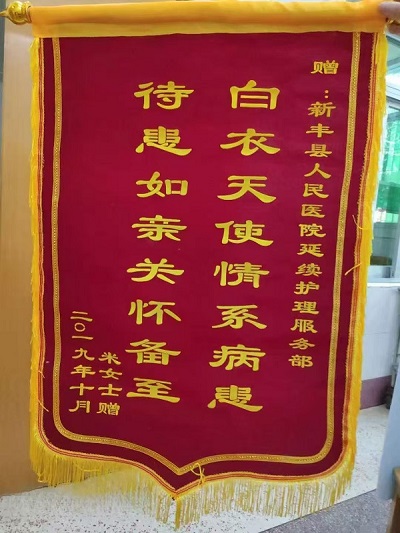 赠：新丰县人民医院延续护理服务部
白衣天使情系病患
待患如亲关怀备至
米女士赠
二〇一九年十月